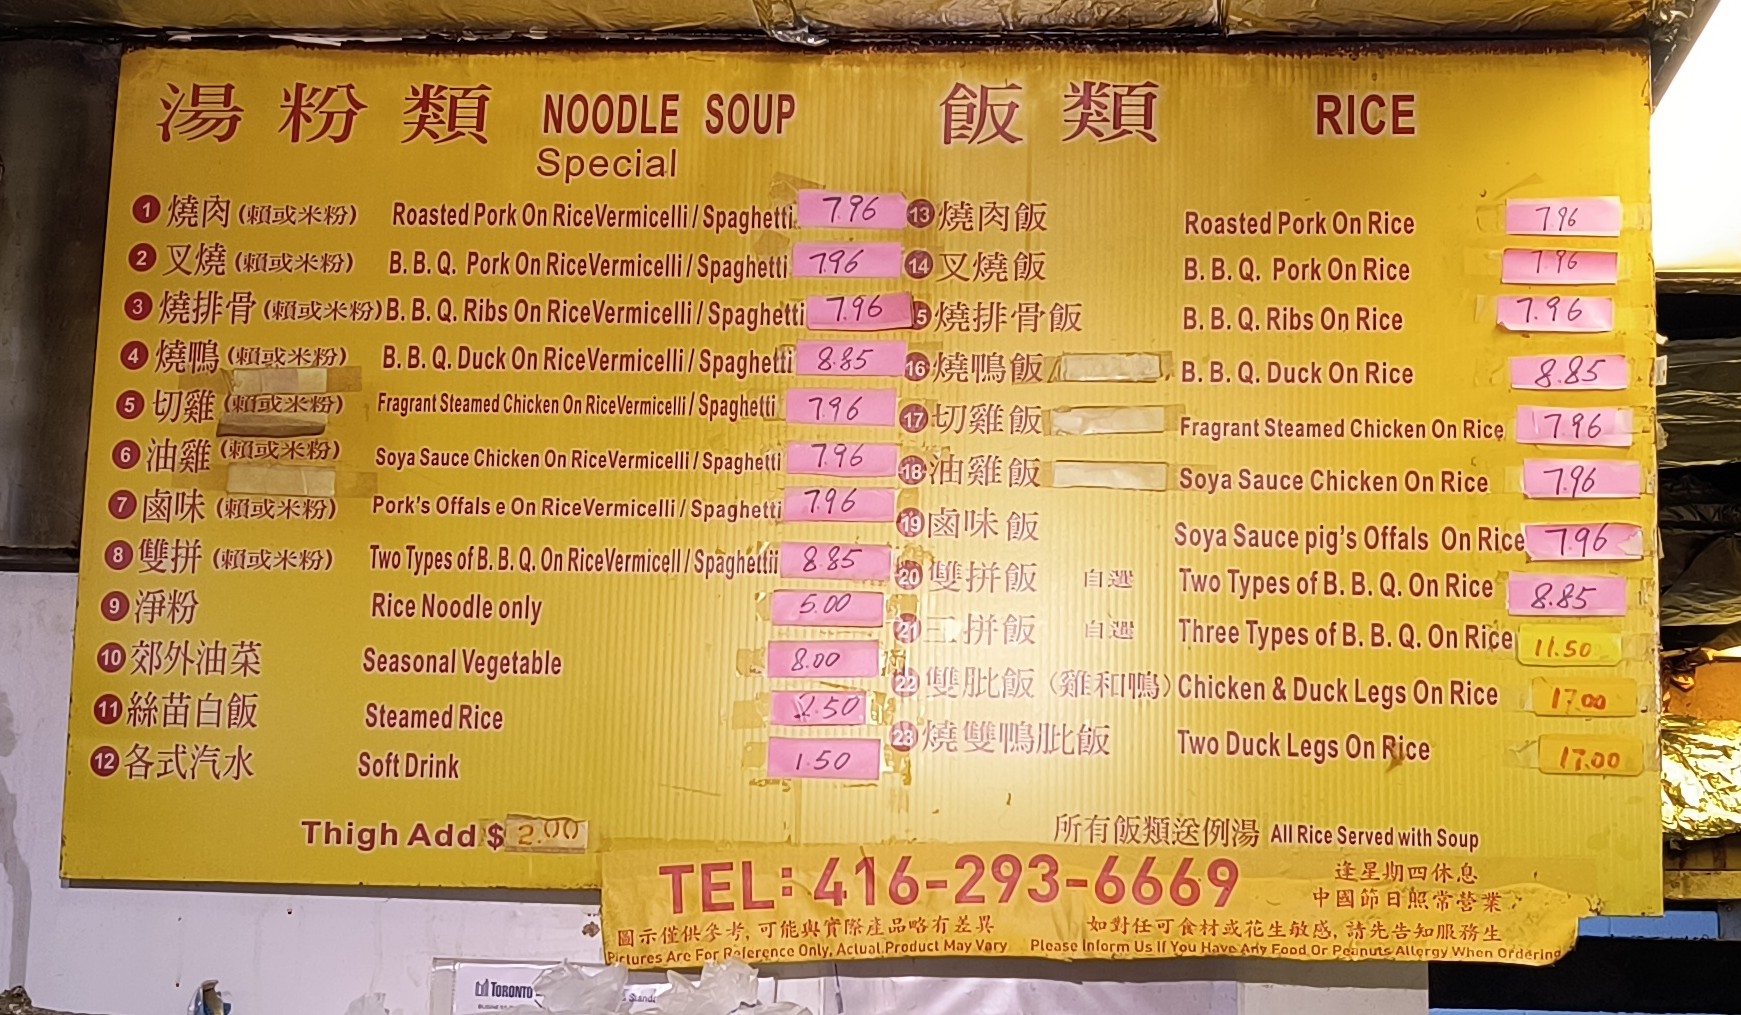 湯粉類 NOODLE SOUP
Special
1 燒肉 (賴或米粉) Roasted Pork On RiceVermicelli / Spaghetti 7.96
2 叉燒 (賴或米粉) B.B.Q. Pork On RiceVermicelli / Spaghetti 7.96
3 燒排骨 (賴或米粉) B.B.Q. Ribs On RiceVermicelli / Spaghetti 7.96
4 燒鴨 (賴或米粉) B.B.Q. Duck On RiceVermicelli / Spaghetti 8.85
5 切雞 (賴或米粉) Fragrant Steamed Chicken On RiceVermicelli / Spaghetti 7.96
6 油雞 (賴或米粉) Soya Sauce Chicken On RiceVermicelli / Spaghetti 7.96
7 鹵味 (賴或米粉) Pork's Offals e On RiceVermicelli / Spaghetti 7.96
8 雙拼 (賴或米粉) Two Types of B.B.Q. On RiceVermicell / Spaghettii 8.85
9 淨粉 Rice Noodle only 5.00
10 郊外油菜 Seasonal Vegetable 8.00
11 絲苗白飯 Steamed Rice 2.50
12 各式汽水 Soft Drink 1.50
Thigh Add $ 2.00
飯類 RICE
13 燒肉飯 Roasted Pork On Rice 7.96
14 叉燒飯 B.B.Q. Pork On Rice 7.96
5 燒排骨飯 B.B.Q. Ribs On Rice 7.96
16 燒鴨飯 B.B.Q. Duck On Rice 8.85
17 切雞飯 Fragrant Steamed Chicken On Rice 7.96
18 油雞飯 Soya Sauce Chicken On Rice 7.96
19 鹵味飯 Soya Sauce pig's Offals On Rice 7.96
20 雙拼飯 自選 Two Types of B.B.Q. On Rice 8.85
21 三拼飯 自選 Three Types of B.B.Q. On Rice 11.50
22 雙肶飯 (雞和鴨) Chicken & Duck Legs On Rice 17.00
23 燒雙鴨肶飯 Two Duck Legs On Rice 17.00
所有飯類送例湯 All Rice Served with Soup
TEL: 416-293-6669
逢星期四休息
中國節日照常營業
圖示僅供參考, 可能與實際產品略有差異
Pictures Are For Reference Only, Actual Product May Vary
如對任可食材或花生敏感, 請先告知服務生
Please Inform Us If You Have Any Food Or Peanuts Allergy When Ordering
TORONTO